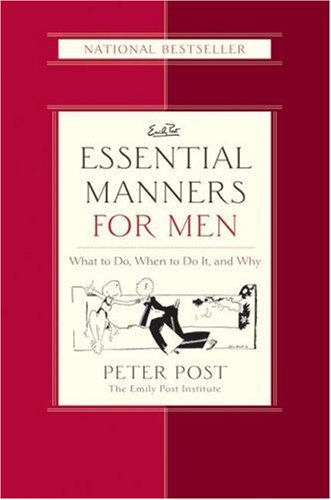 NATIONAL BESTSELLER
Emily Post
ESSENTIAL
MANNERS
FOR MEN
What to Do, When to Do It, and Why
PETER POST
The Emily Post Institute